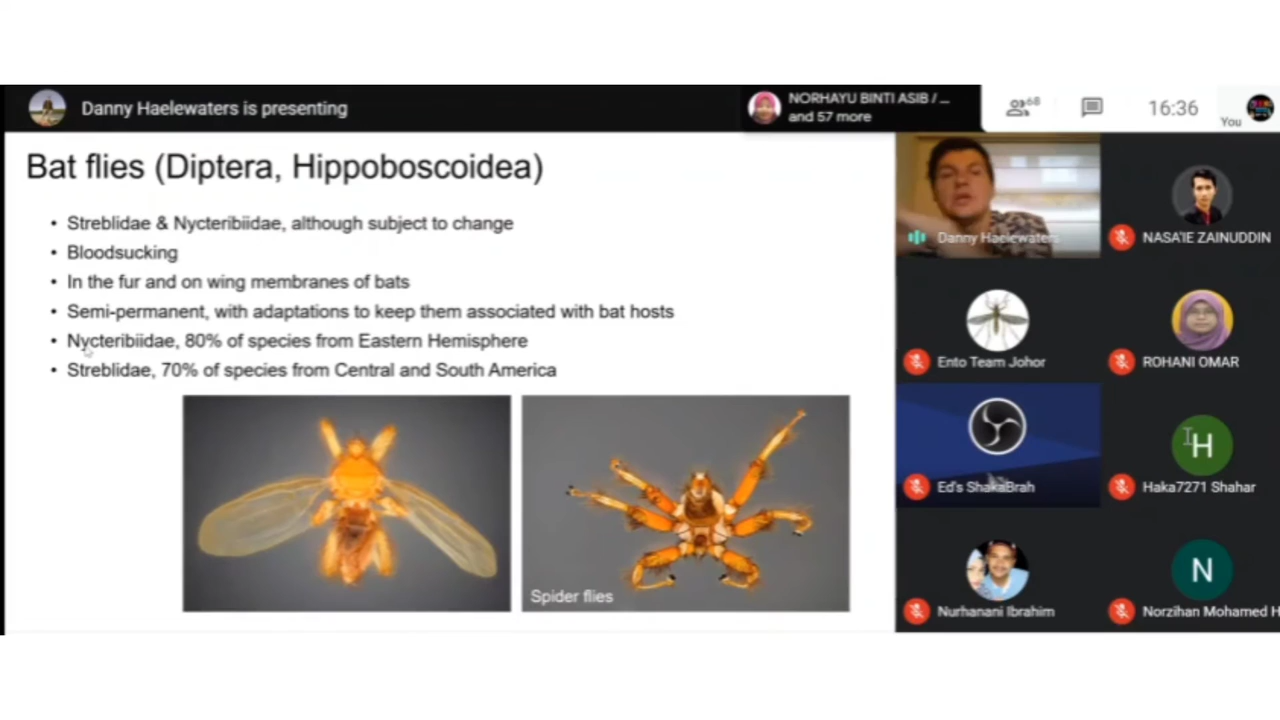 Danny Haelewaters is presenting
NORHAYU BINTI ASIB / ...
and 57 more
68
16:36
You
Bat flies (Diptera, Hippoboscoidea)
• Streblidae & Nycteribiidae, although subject to change
• Bloodsucking
• In the fur and on wing membranes of bats
• Semi-permanent, with adaptations to keep them associated with bat hosts
• Nycteribiidae, 80% of species from Eastern Hemisphere
• Streblidae, 70% of species from Central and South America
Spider flies
Danny Haelewaters
NASA'IE ZAINUDDIN
Ento Team Johor
ROHANI OMAR
Ed's ShakaBrah
H
Haka7271 Shahar
Nurhanani Ibrahim
N
Norzihan Mohamed H